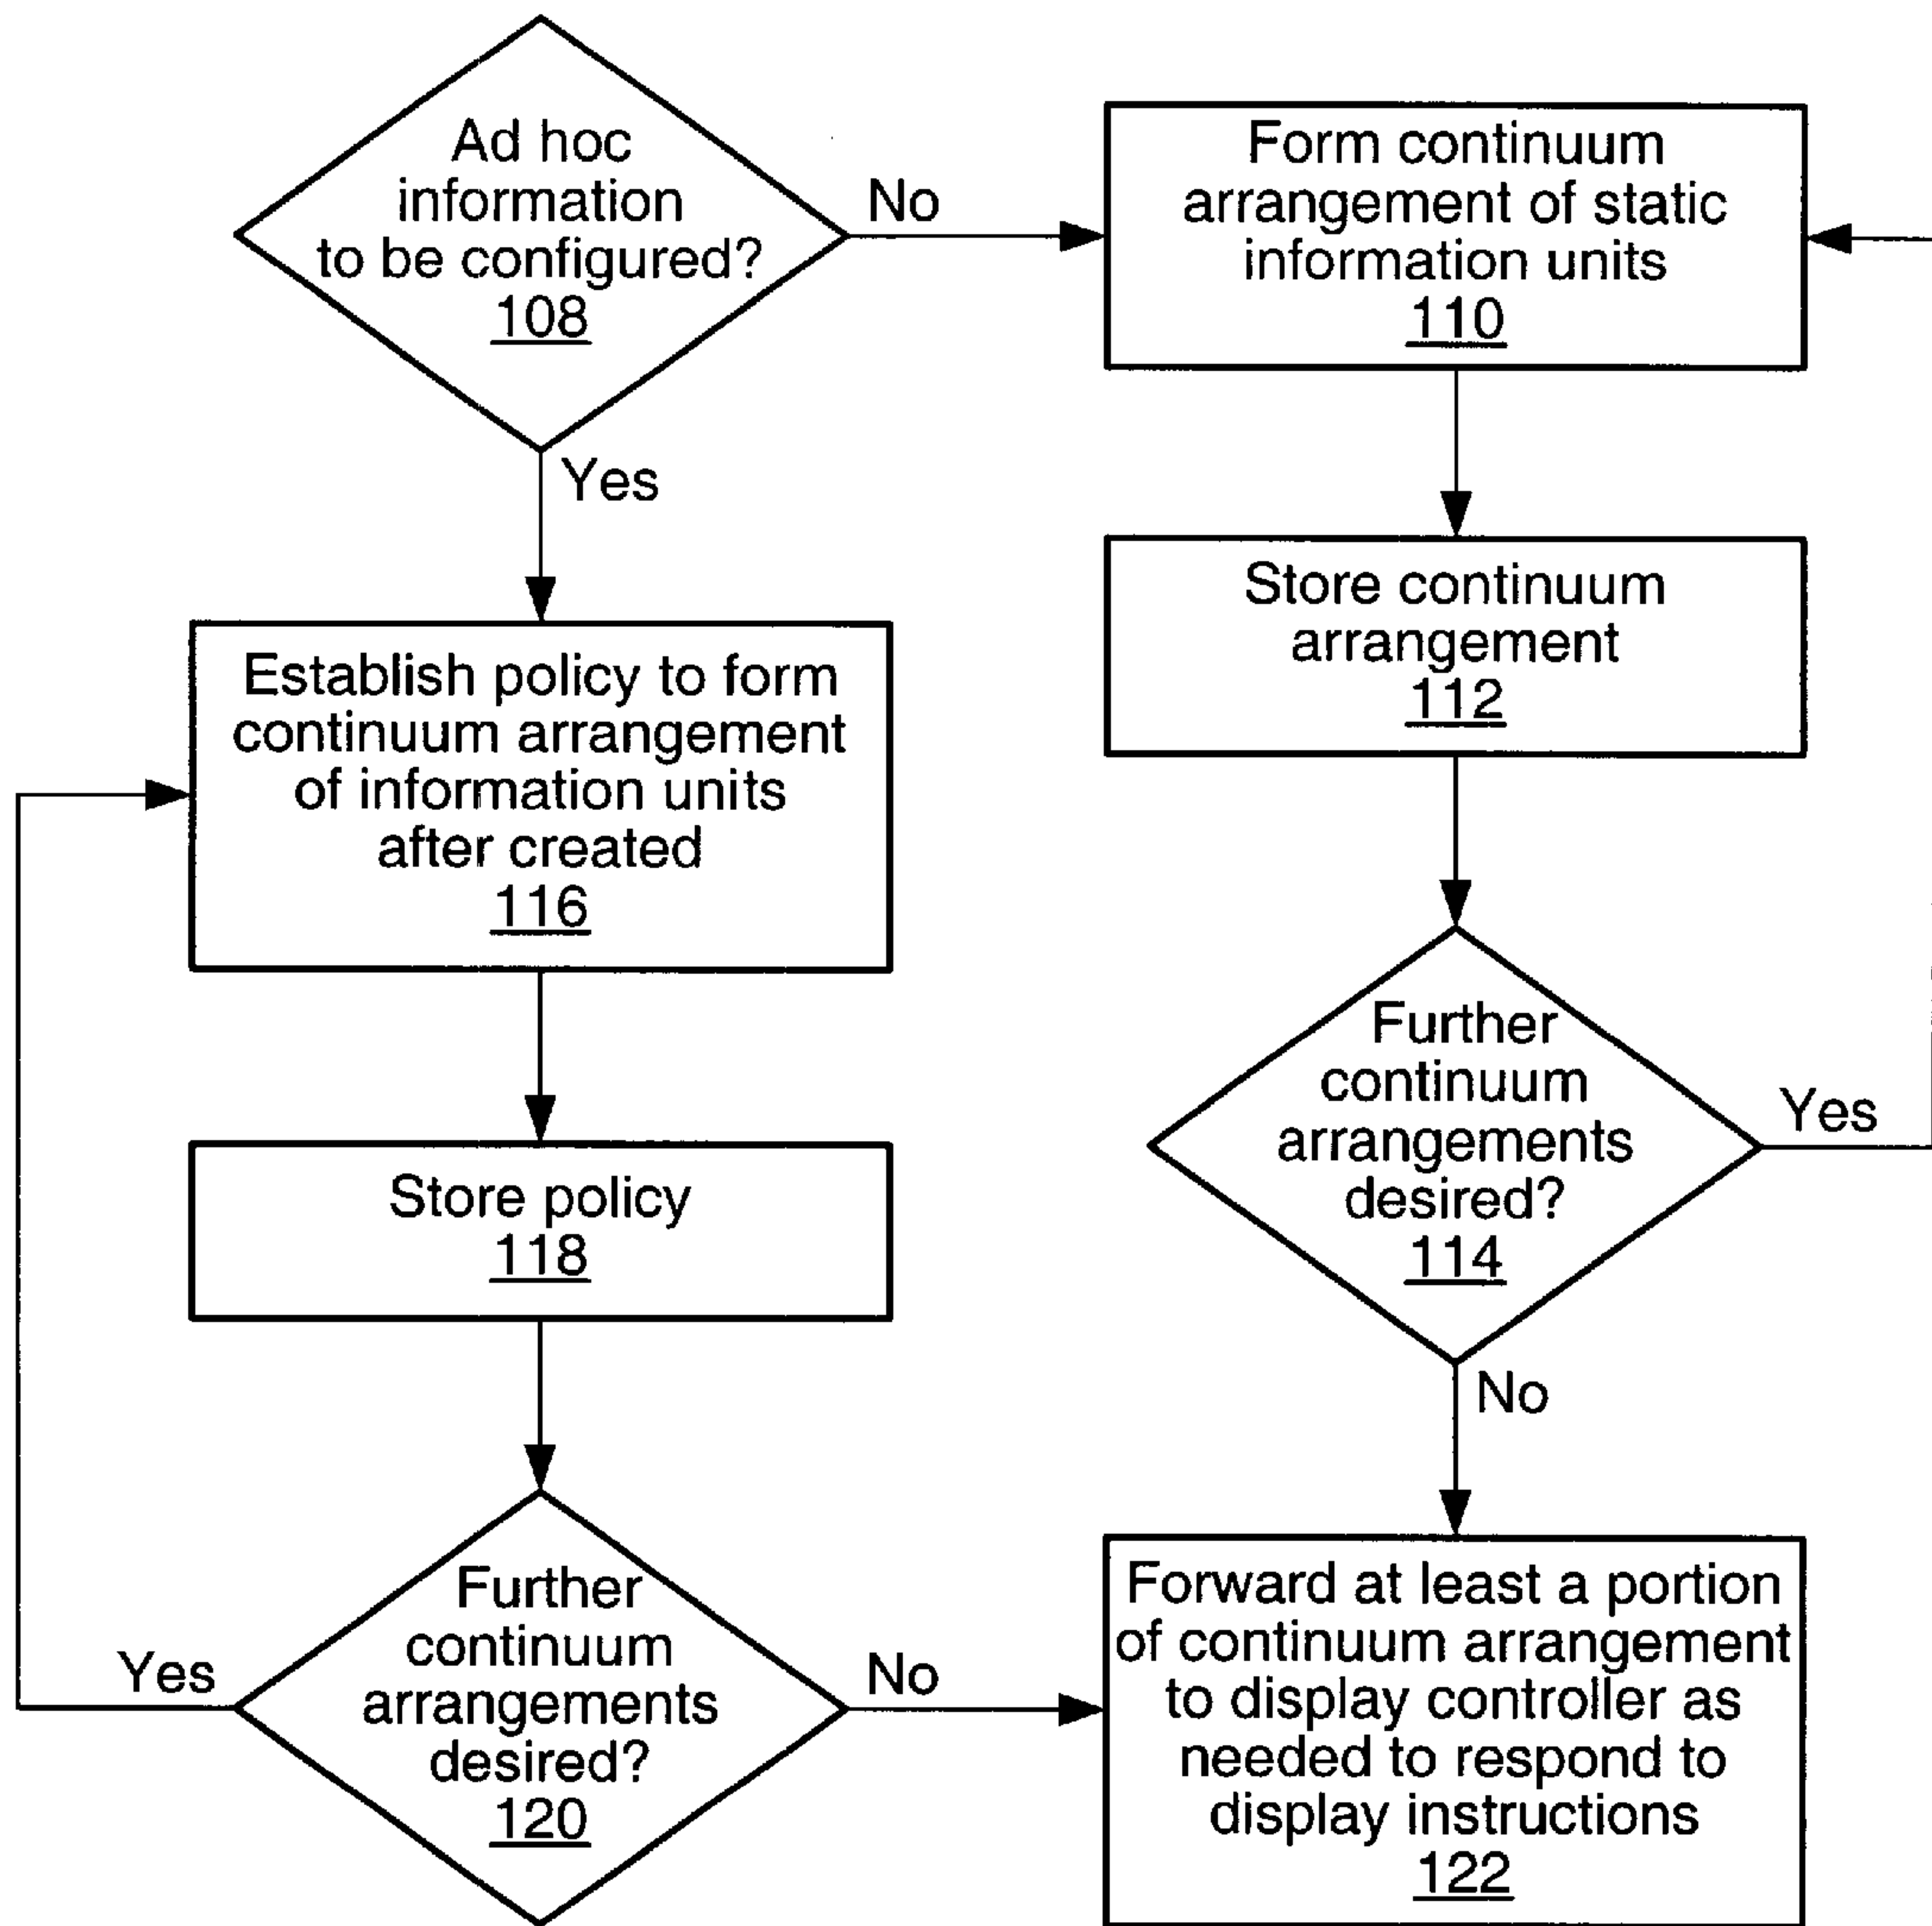 Ad hoc
information
to be configured?
108
No
Yes
Form continuum
arrangement of static
information units
110
Store continuum
arrangement
112
Further
continuum
arrangements
desired?
114
Yes
No
Establish policy to form
continuum arrangement
of information units
after created
116
Store policy
118
Further
continuum
arrangements
desired?
120
Yes
No
Forward at least a portion
of continuum arrangement
to display controller as
needed to respond to
display instructions
122